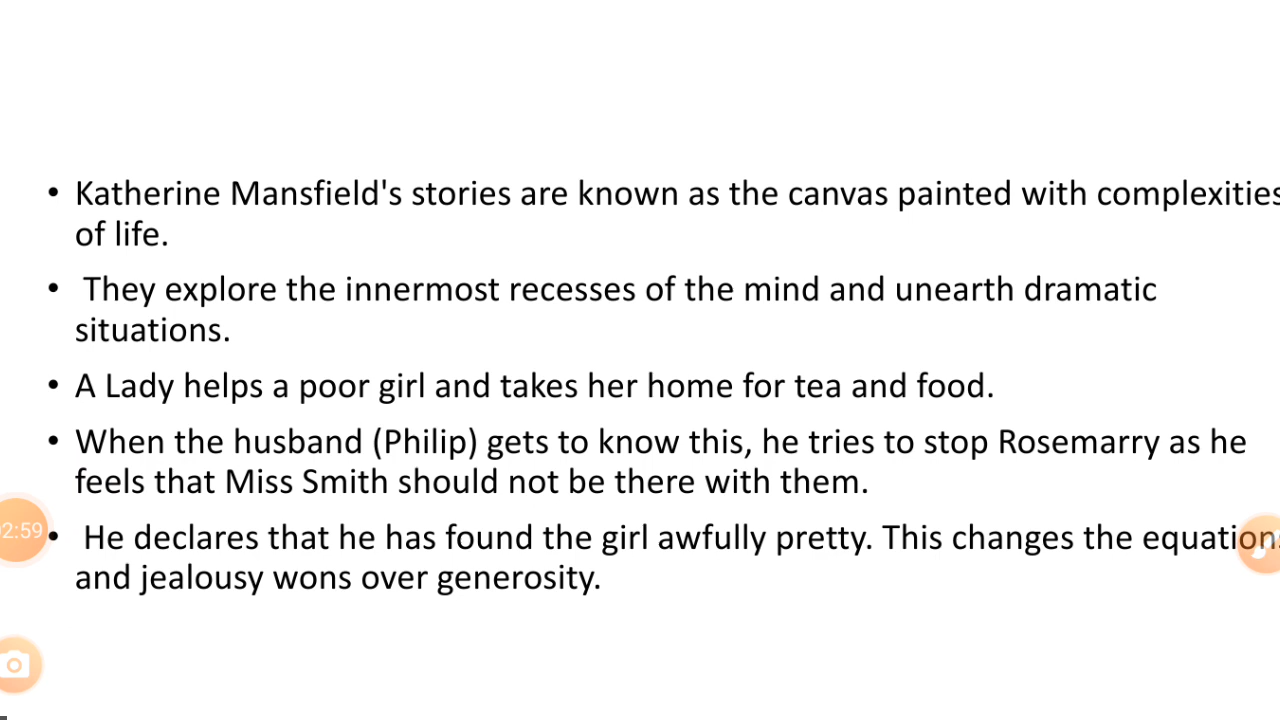 • Katherine Mansfield's stories are known as the canvas painted with complexities
of life.
• They explore the innermost recesses of the mind and unearth dramatic
situations.
• A Lady helps a poor girl and takes her home for tea and food.
• When the husband (Philip) gets to know this, he tries to stop Rosemarry as he
feels that Miss Smith should not be there with them.
2:59
• He declares that he has found the girl awfully pretty. This changes the equation
and jealousy wons over generosity.